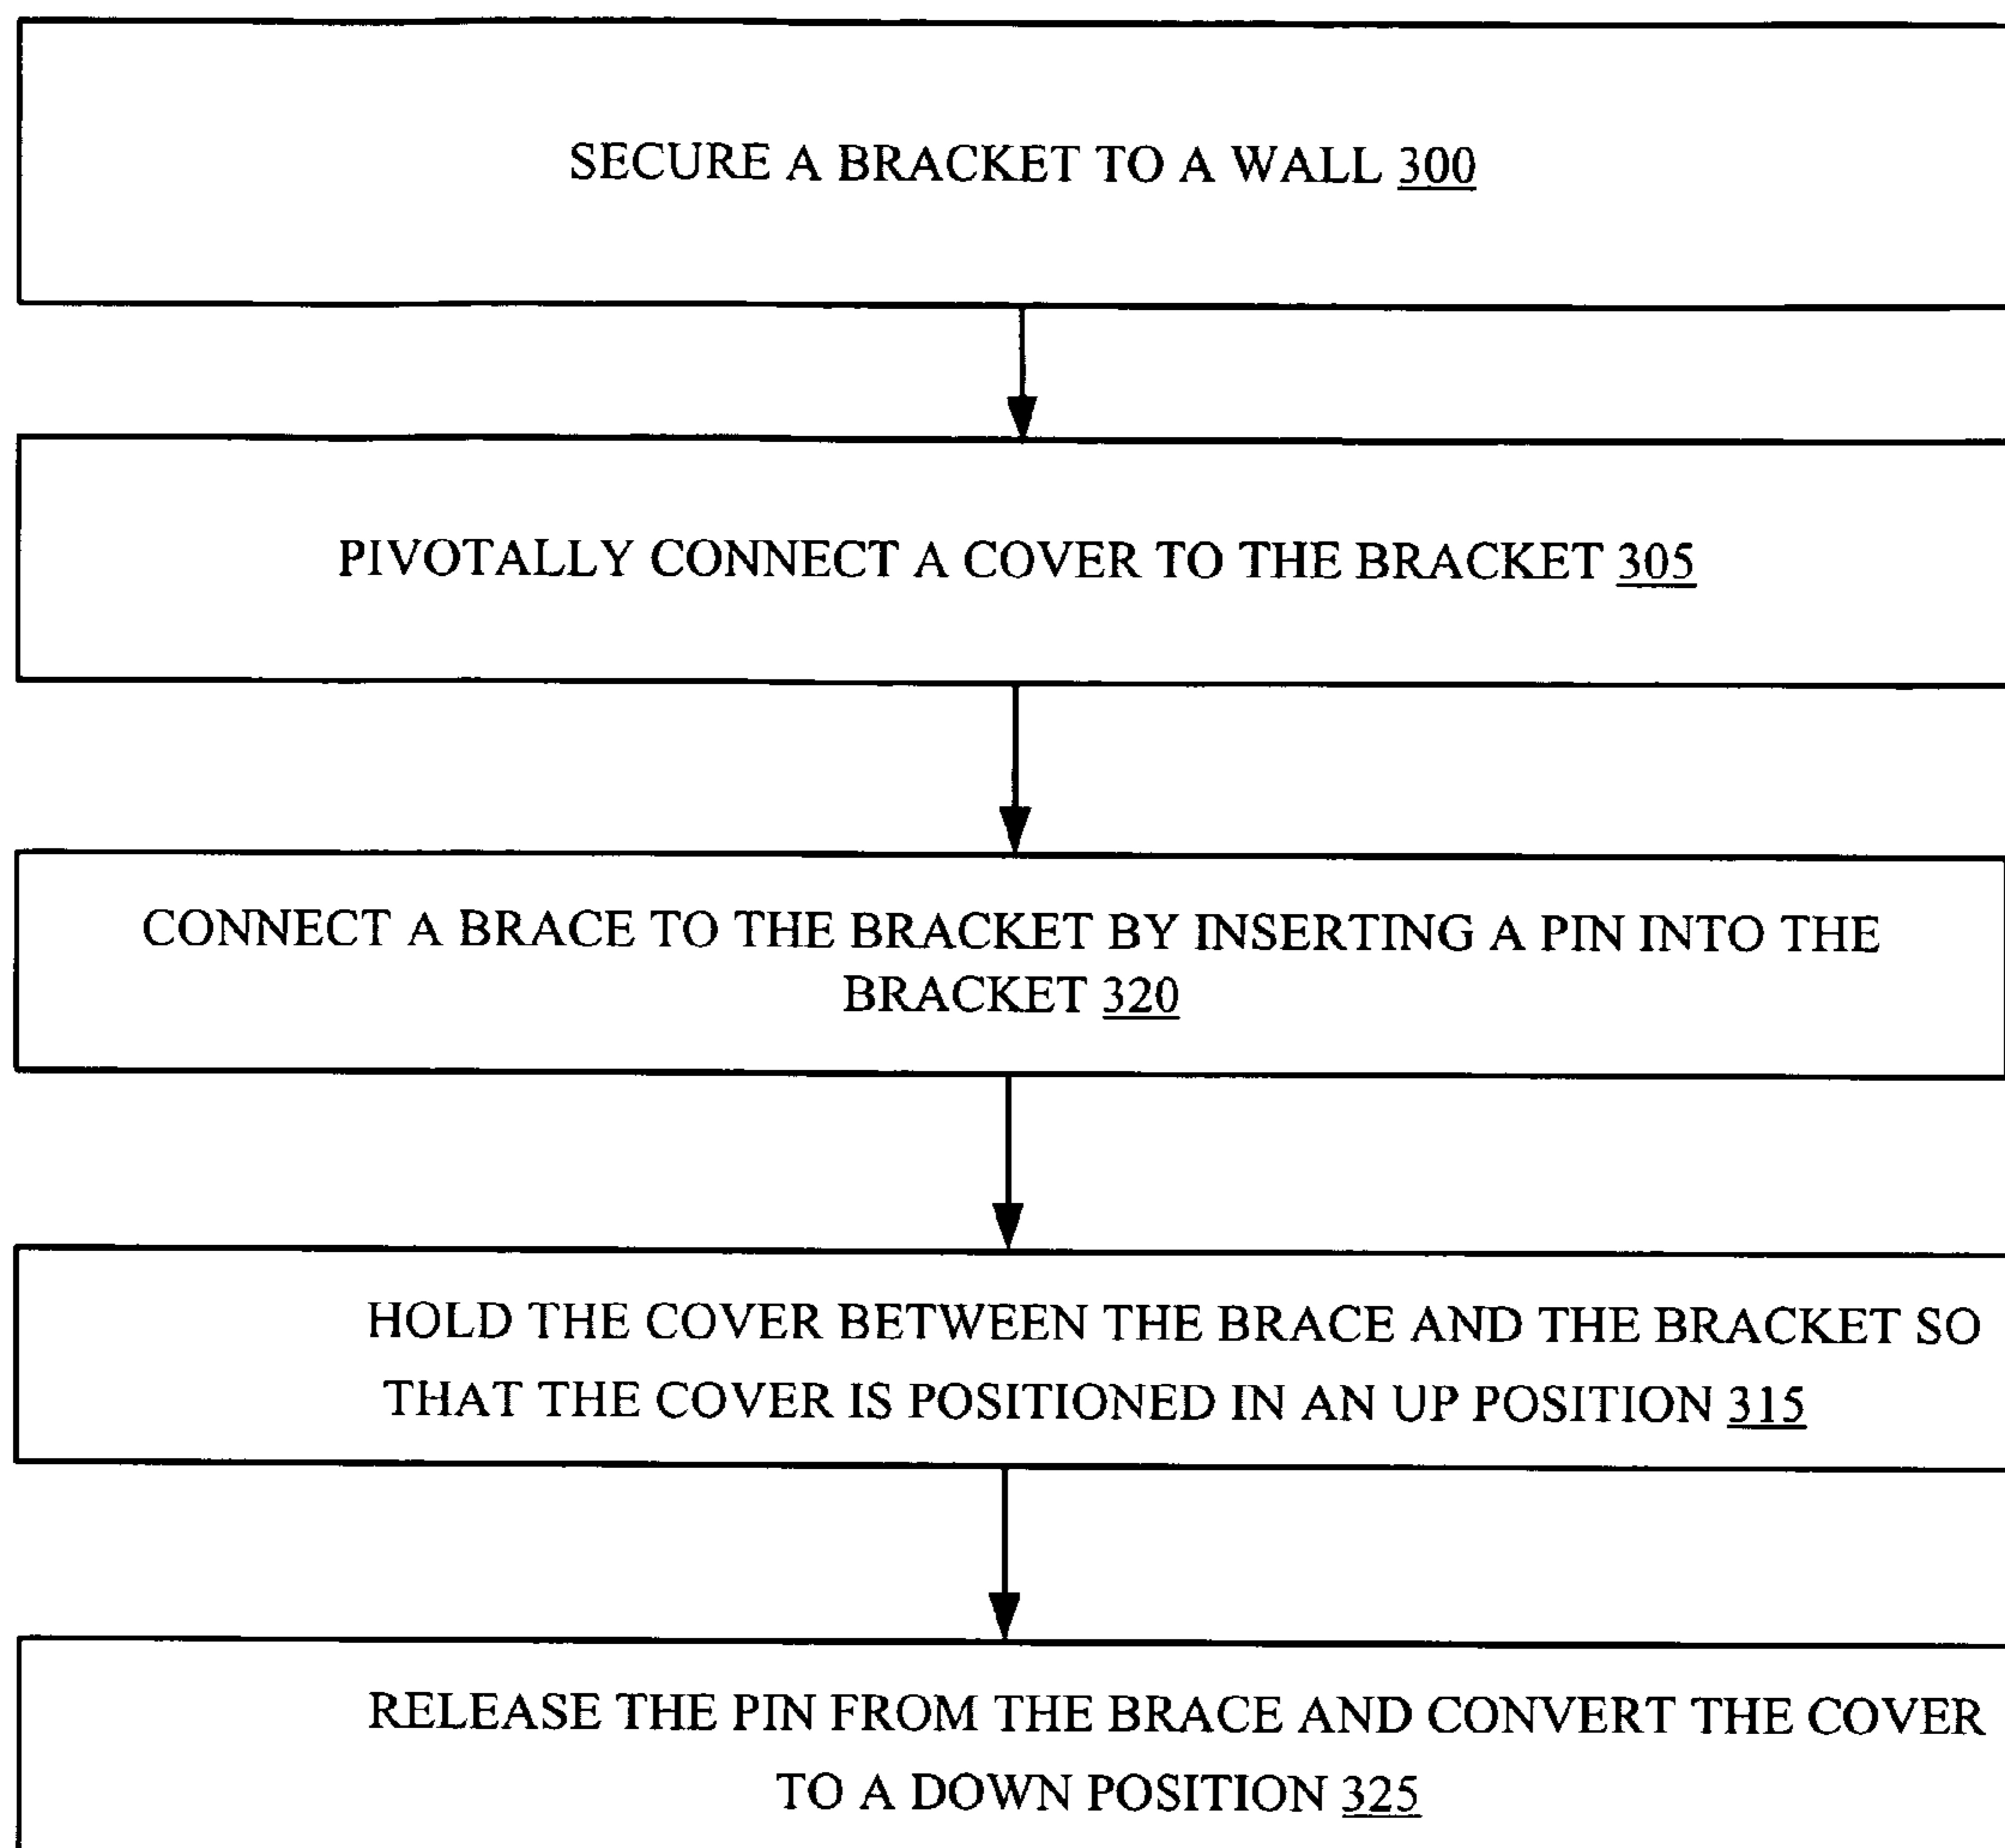 SECURE A BRACKET TO A WALL 300
PIVOTALLY CONNECT A COVER TO THE BRACKET 305
CONNECT A BRACE TO THE BRACKET BY INSERTING A PIN INTO THE
BRACKET 320
HOLD THE COVER BETWEEN THE BRACE AND THE BRACKET SO
THAT THE COVER IS POSITIONED IN AN UP POSITION 315
RELEASE THE PIN FROM THE BRACE AND CONVERT THE COVER
TO A DOWN POSITION 325